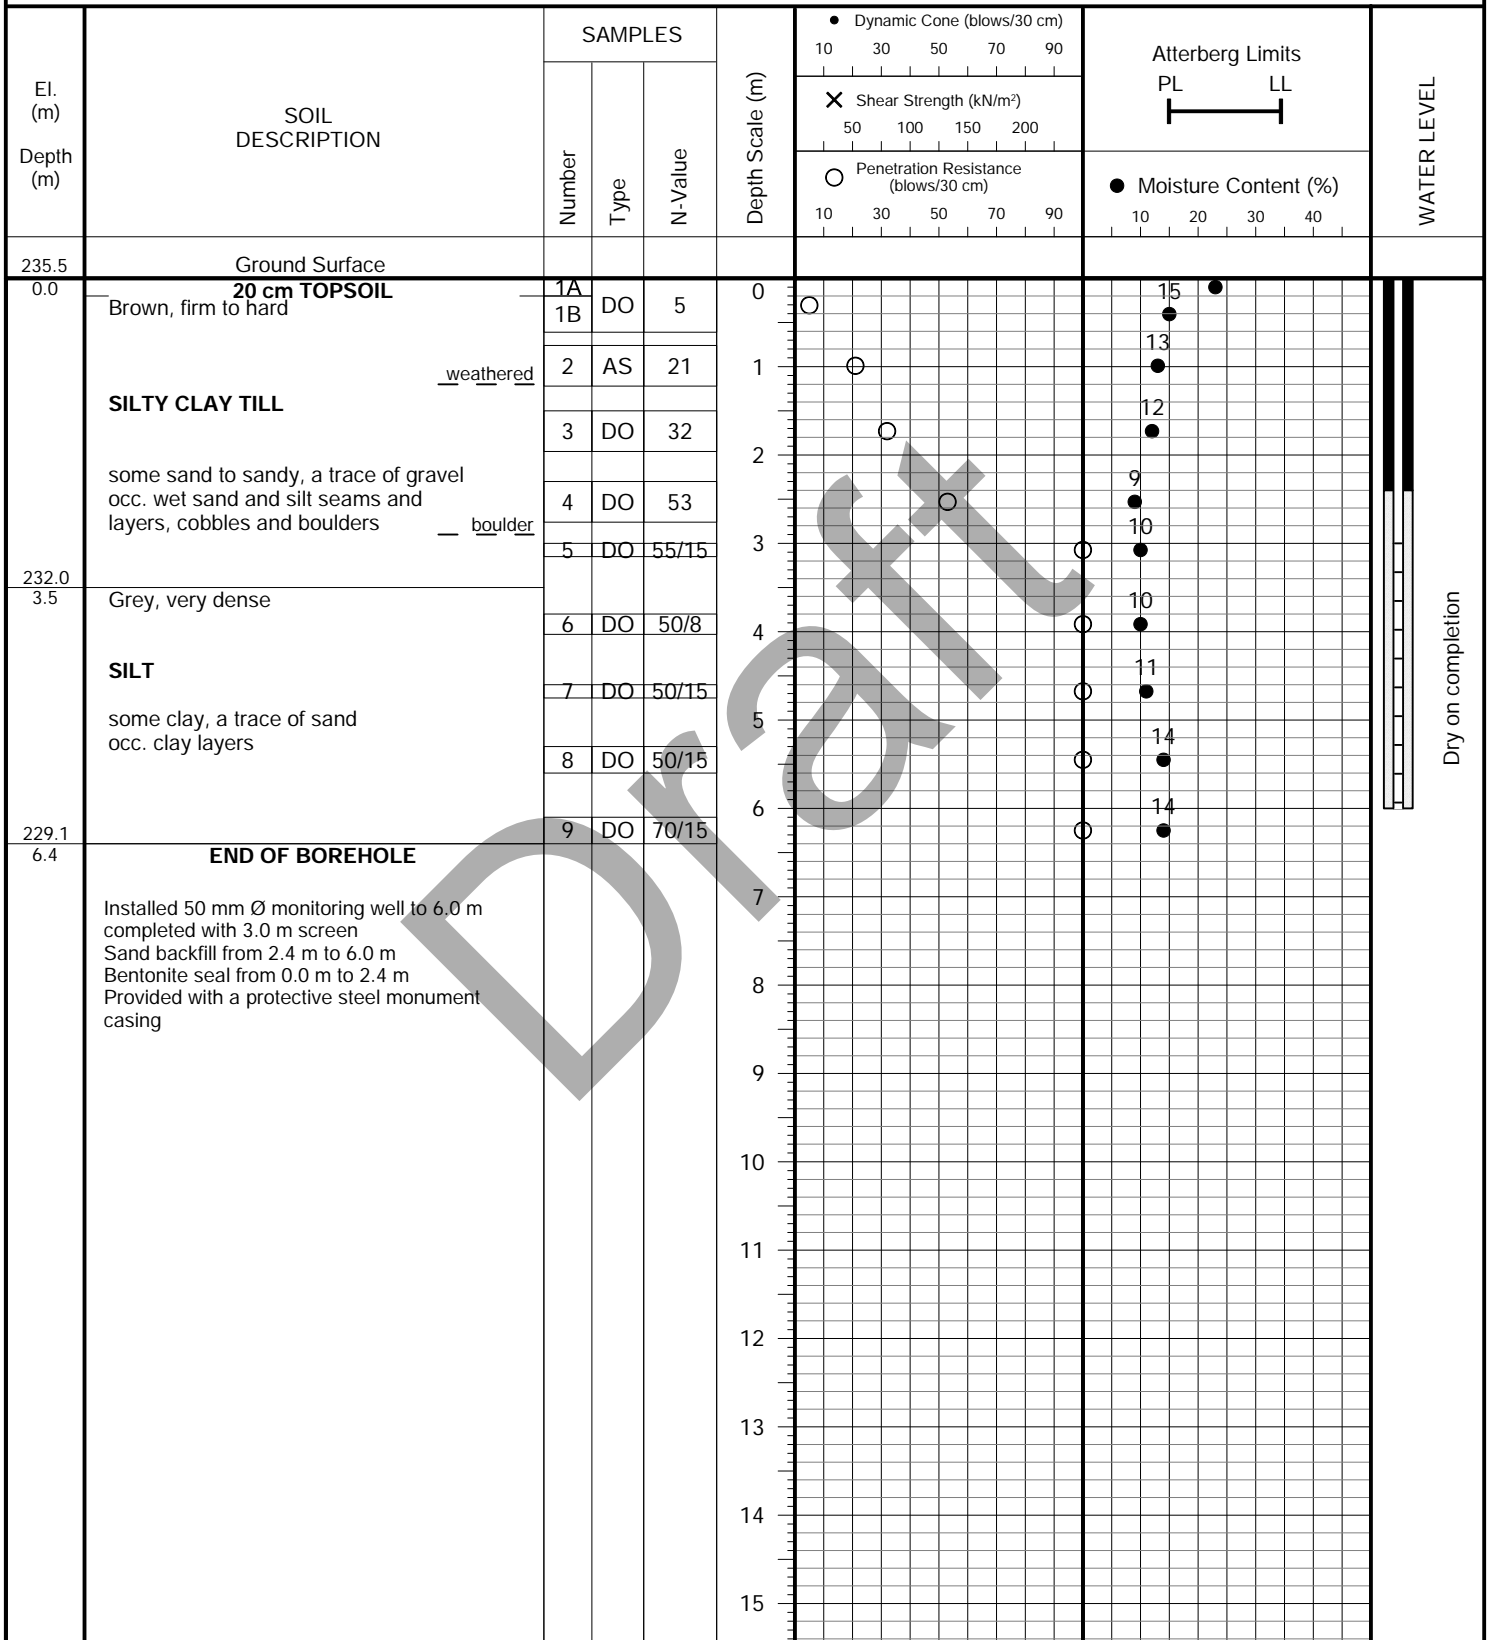 El.
(m)
Depth
(m)
SOIL
DESCRIPTION
SAMPLES
Number
Type
N-Value
Depth Scale (m)
● Dynamic Cone (blows/30 cm)
10 30 50 70 90
✕ Shear Strength (kN/m²)
50 100 150 200
○ Penetration Resistance
(blows/30 cm)
10 30 50 70 90
Atterberg Limits
PL LL
● Moisture Content (%)
10 20 30 40
WATER LEVEL
235.5 Ground Surface
0.0 20 cm TOPSOIL 1A 0
Brown, firm to hard 1B DO 5 15
weathered 2 AS 21 1 13
SILTY CLAY TILL
3 DO 32 12
2
some sand to sandy, a trace of gravel
occ. wet sand and silt seams and 4 DO 53 9
layers, cobbles and boulders boulder 10
5 DO 55/15 3
232.0
3.5 Grey, very dense 10
6 DO 50/8 4
SILT 11
7 DO 50/15
some clay, a trace of sand 5
occ. clay layers 14
8 DO 50/15
6 14
229.1 9 DO 70/15
6.4 END OF BOREHOLE
Dry on completion
7
Installed 50 mm Ø monitoring well to 6.0 m
completed with 3.0 m screen
Sand backfill from 2.4 m to 6.0 m
Bentonite seal from 0.0 m to 2.4 m
Provided with a protective steel monument
casing
8
9
10
11
12
13
14
15
Draft